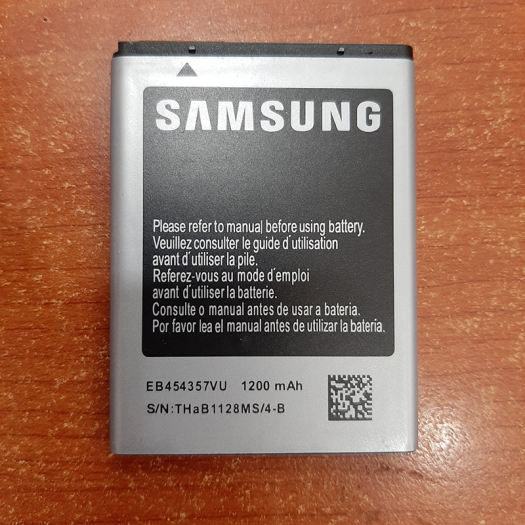 SAMSUNG
Please refer to manual before using battery.
Veuillez consulter le guide d'utilisation
avant d'utiliser la pile.
Referez-vous au mode d'emploi
avant d'utiliser la batterie.
Consulte o manual antes de usar a bateria.
Por favor lea el manual antes de utilizar la bateria.
EB454357VU 1200 mAh
S/N:THaB1128MS/4-B